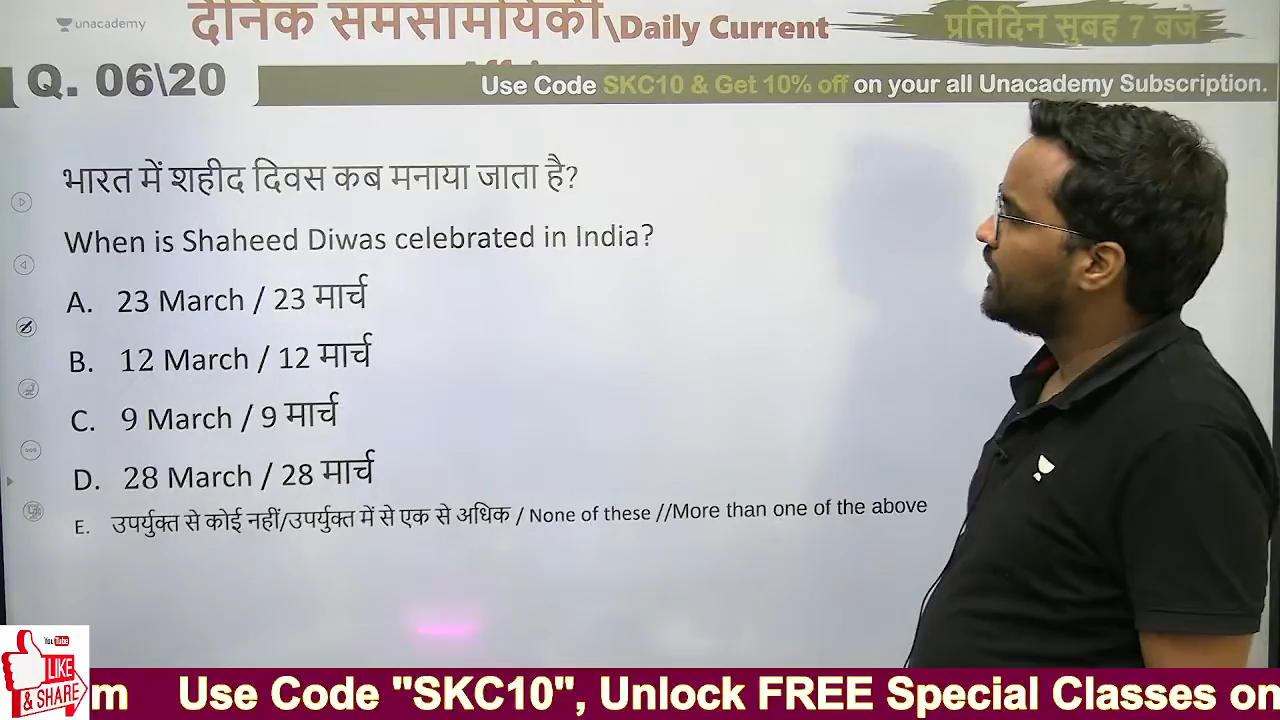 unacademy
दैनिक समसामयिकी\Daily Current
प्रतिदिन सुबह 7 बजे
Q. 06\20
Use Code SKC10 & Get 10% off on your all Unacademy Subscription.
भारत में शहीद दिवस कब मनाया जाता है?
When is Shaheed Diwas celebrated in India?
A. 23 March / 23 मार्च
B. 12 March / 12 मार्च
C. 9 March / 9 मार्च
D. 28 March / 28 मार्च
E. उपर्युक्त से कोई नहीं/उपर्युक्त में से एक से अधिक / None of these //More than one of the above
YouTube
LIKE
& SHARE
m Use Code "SKC10", Unlock FREE Special Classes on